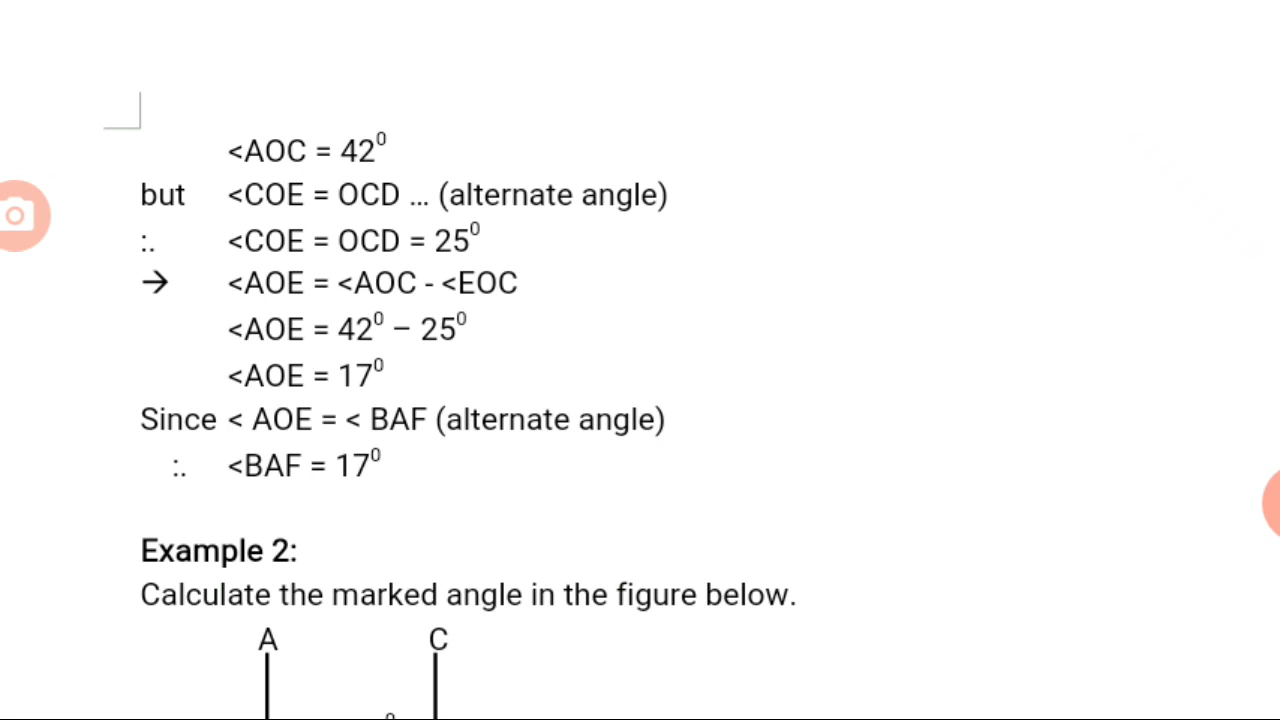 <AOC = 42⁰
but <COE = OCD ... (alternate angle)
:. <COE = OCD = 25⁰
→ <AOE = <AOC - <EOC
<AOE = 42⁰ – 25⁰
<AOE = 17⁰
Since < AOE = < BAF (alternate angle)
:. <BAF = 17⁰
Example 2:
Calculate the marked angle in the figure below.
A C